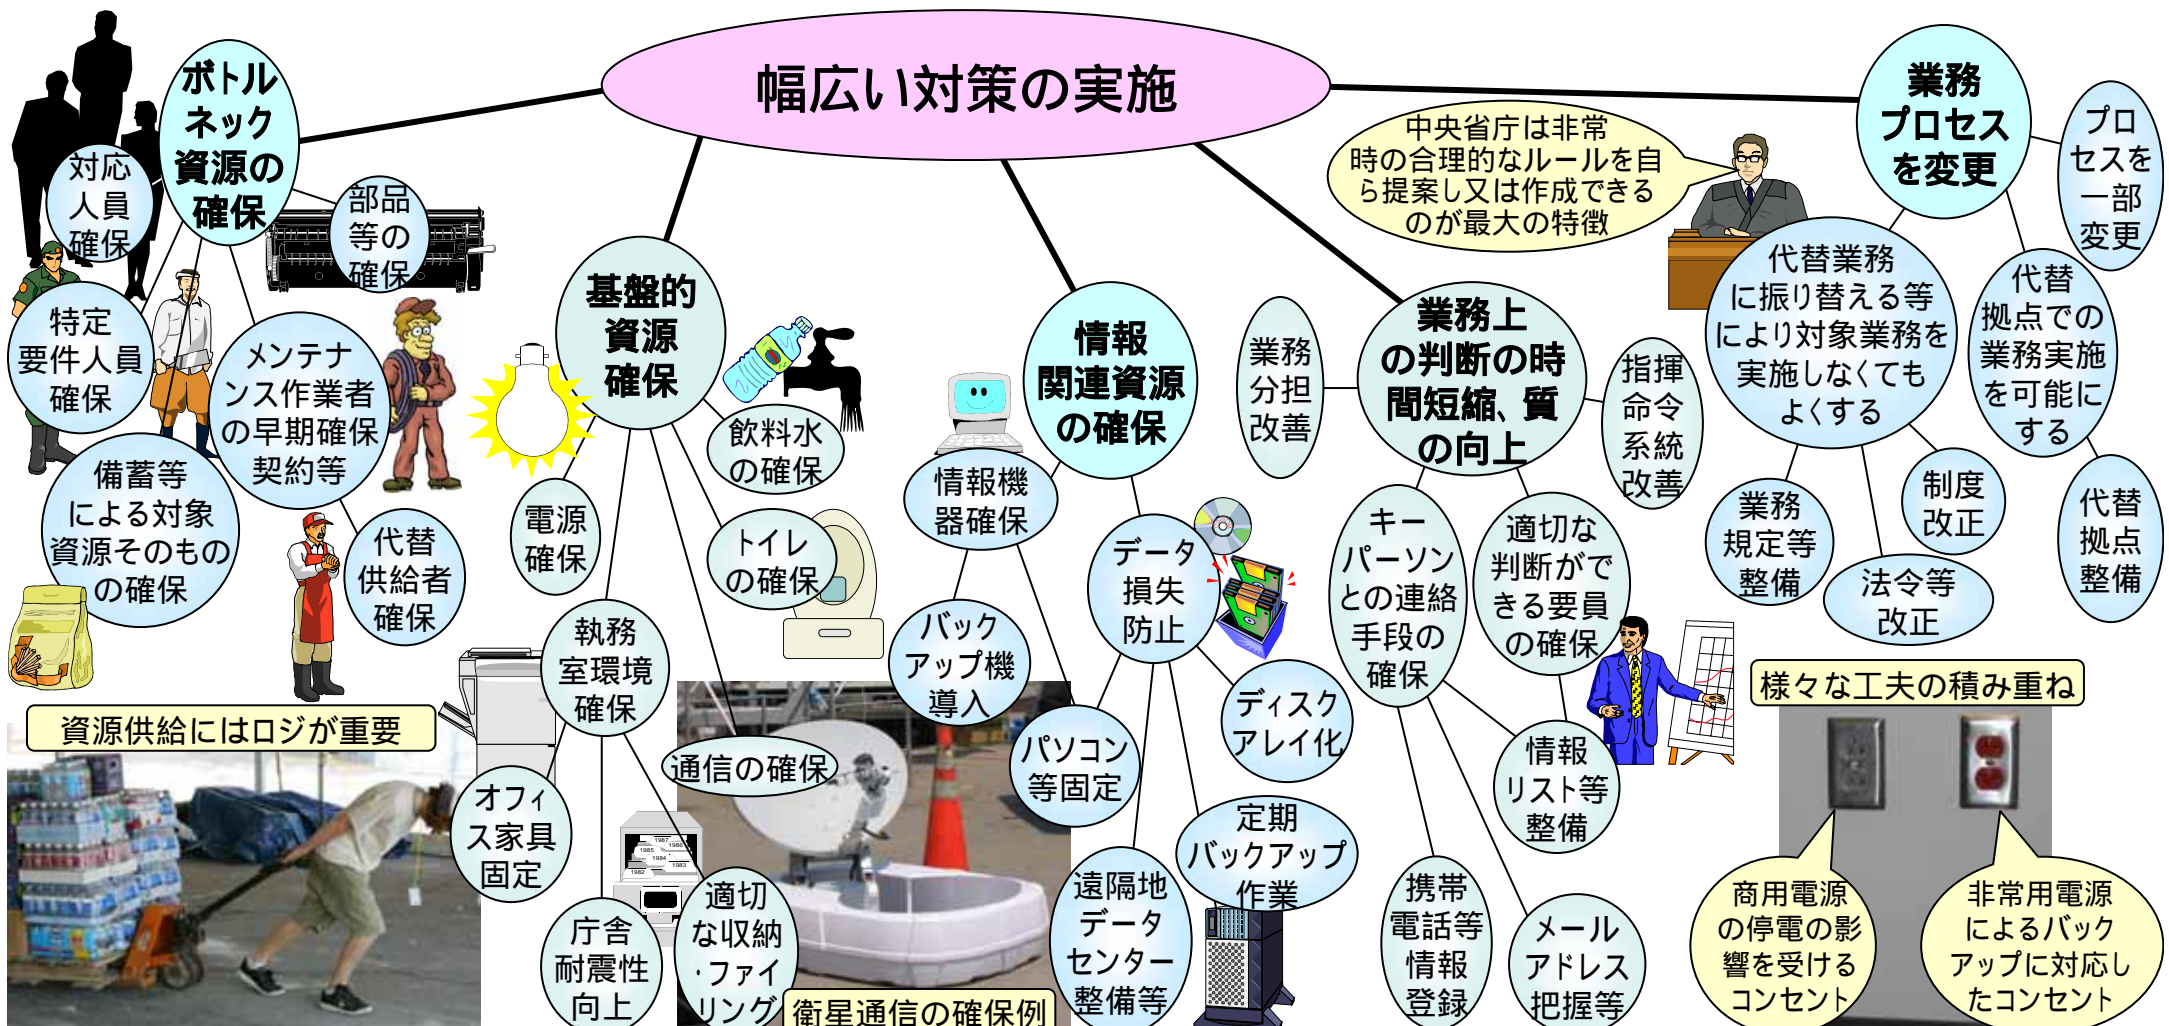 幅広い対策の実施
ボトル
ネック
資源の
確保
対応
人員
確保
部品
等の
確保
特定
要件人員
確保
メンテナ
ンス作業者
の早期確保
契約等
備蓄等
による対象
資源そのもの
の確保
代替
供給者
確保
資源供給にはロジが重要
基盤的
資源
確保
飲料水
の確保
電源
確保
トイレ
の確保
執務
室環境
確保
通信の確保
オフィ
ス家具
固定
庁舎
耐震性
向上
適切
な収納
・ファイ
リング
1987
1986
1985
1984
1983
1982
衛星通信の確保例
情報
関連資源
の確保
情報機
器確保
データ
損失
防止
バック
アップ機
導入
パソコン
等固定
ディスク
アレイ化
定期
バックアップ
作業
遠隔地
データ
センター
整備等
業務上
の判断の時
間短縮、質
の向上
業務
分担
改善
指揮
命令
系統
改善
キー
パーソン
との連絡
手段の
確保
適切な
判断がで
きる要員
の確保
情報
リスト等
整備
携帯
電話等
情報
登録
メール
アドレス
把握等
中央省庁は非常
時の合理的なルールを自
ら提案し又は作成できる
のが最大の特徴
業務
プロセス
を変更
プロ
セスを
一部
変更
代替業務
に振り替える等
により対象業務を
実施しなくても
よくする
代替
拠点での
業務実施
を可能に
する
業務
規定等
整備
制度
改正
法令等
改正
代替
拠点
整備
様々な工夫の積み重ね
商用電源
の停電の影
響を受ける
コンセント
非常用電源
によるバック
アップに対応し
たコンセント